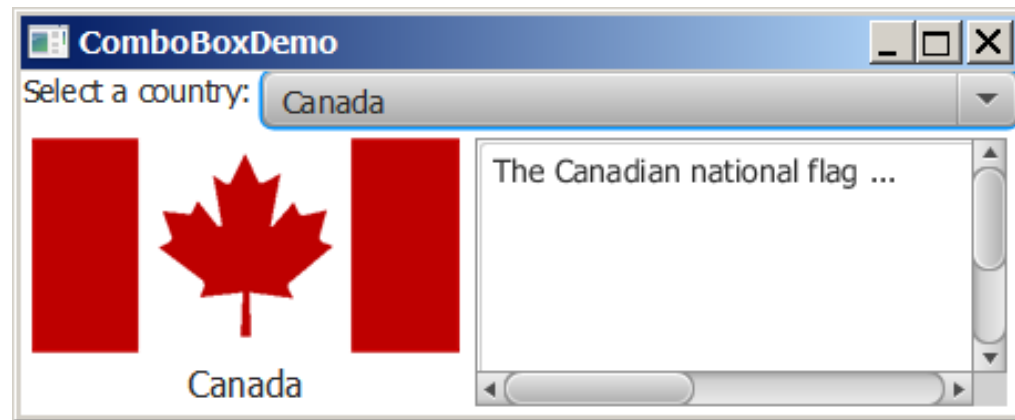 ComboBoxDemo
Select a country: Canada
The Canadian national flag ...
Canada